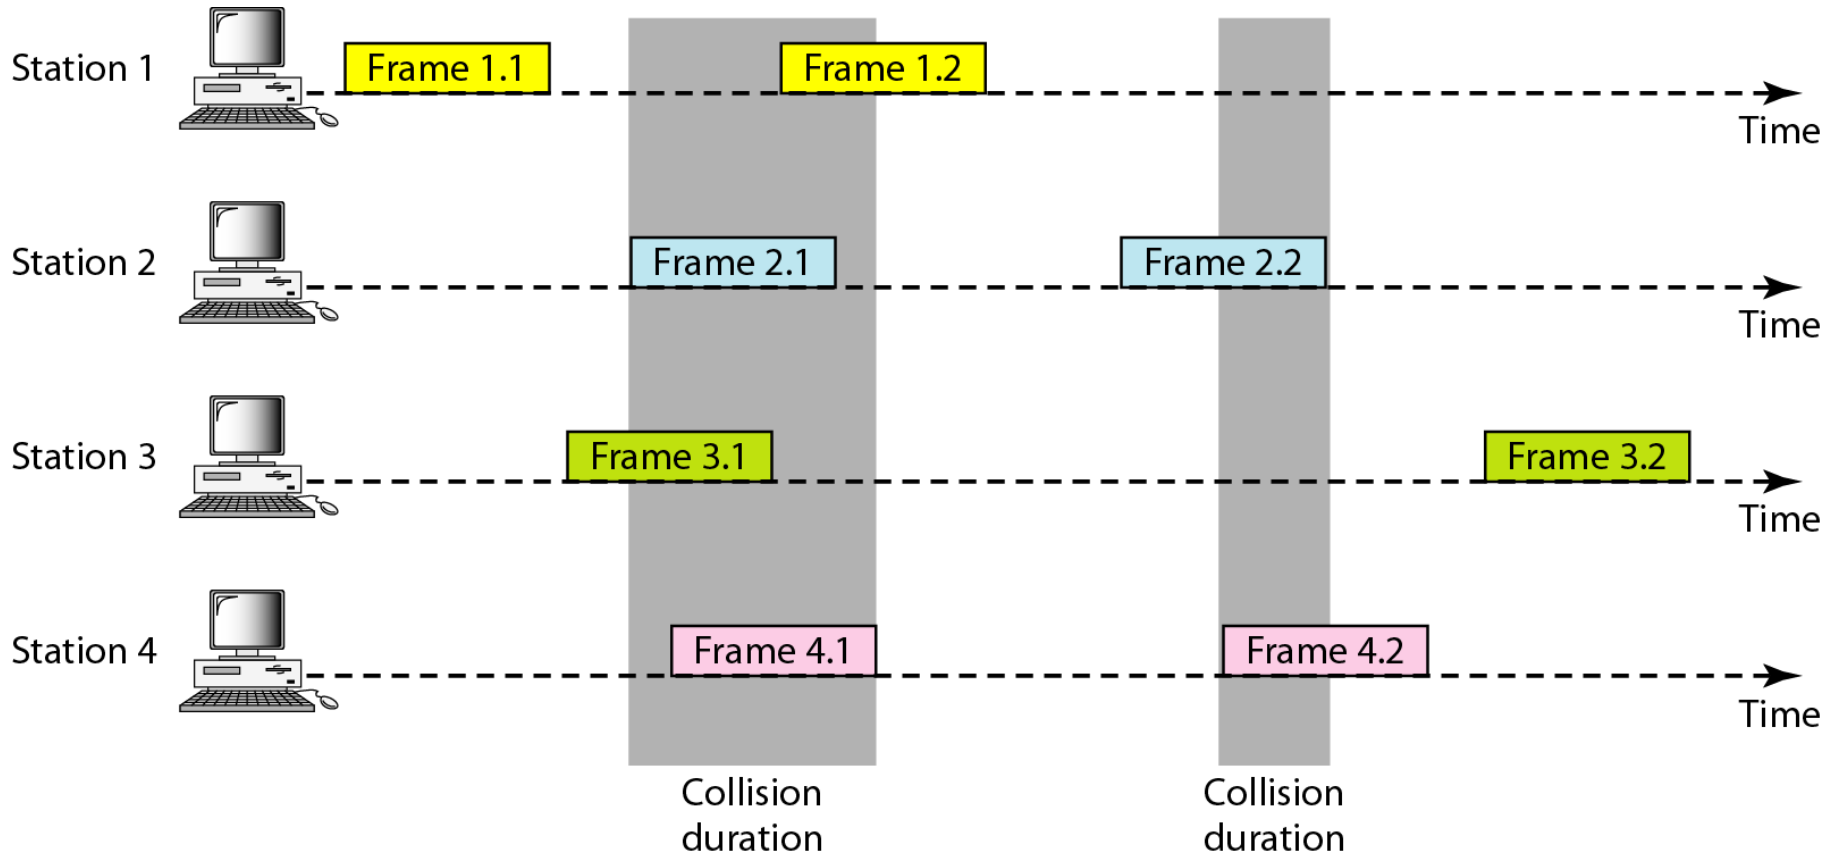 Station 1
Frame 1.1
Frame 1.2
Time
Station 2
Frame 2.1
Frame 2.2
Time
Station 3
Frame 3.1
Frame 3.2
Time
Station 4
Frame 4.1
Frame 4.2
Time
Collision
duration
Collision
duration